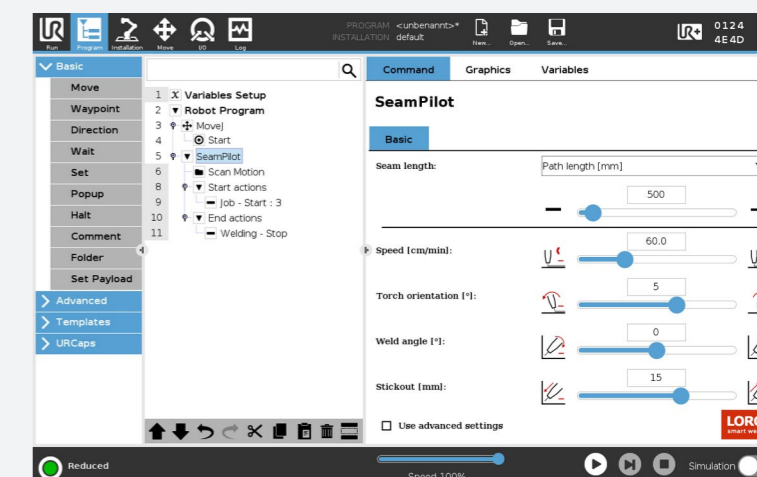 PROGRAM <unbenannt>*
INSTALLATION default
New... Open... Save...
0124
4E4D
Run Program Installation Move I/O Log
Basic
Move
Waypoint
Direction
Wait
Set
Popup
Halt
Comment
Folder
Set Payload
Advanced
Templates
URCaps
1 X Variables Setup
2 Robot Program
3 MoveJ
4 Start
5 SeamPilot
6 Scan Motion
8 Start actions
9 Job - Start : 3
10 End actions
11 Welding - Stop
Command Graphics Variables
SeamPilot
Basic
Seam length: Path length [mm]
500
Speed [cm/min]: 60.0
Torch orientation [°]: 5
Weld angle [°]: 0
Stickout [mm]: 15
Use advanced settings
Reduced
Speed 100%
Simulation